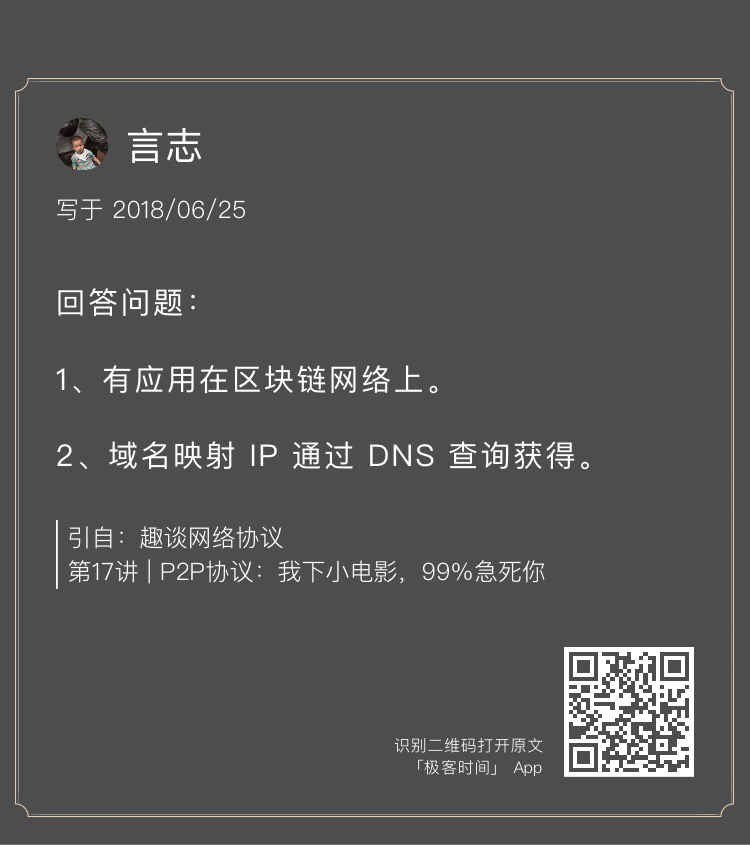 言志
写于 2018/06/25
回答问题：
1、有应用在区块链网络上。
2、域名映射 IP 通过 DNS 查询获得。
引自：趣谈网络协议
第17讲 | P2P协议：我下小电影，99%急死你
识别二维码打开原文
「极客时间」 App